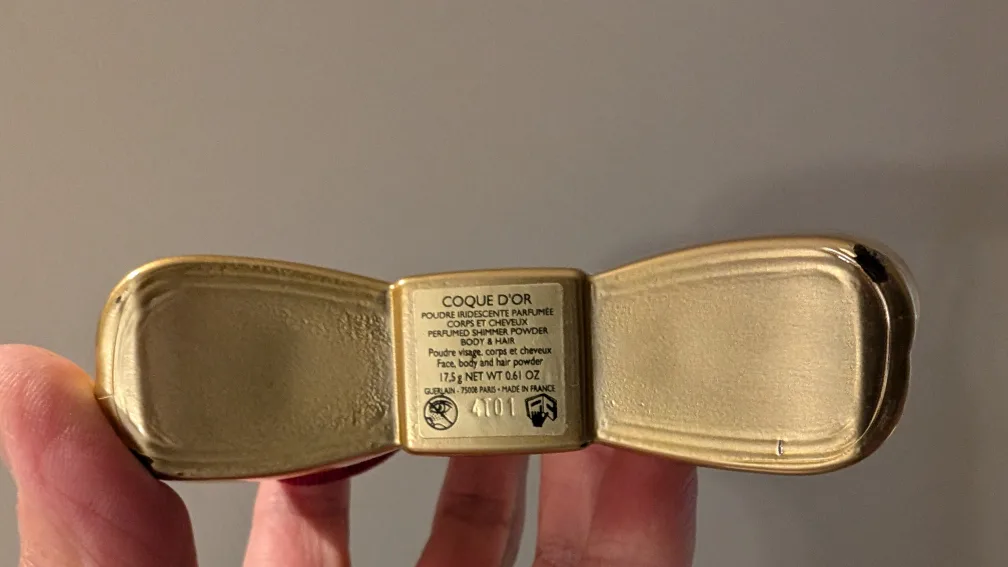 COQUE D'OR
POUDRE IRIDESCENTE PARFUMÉE
CORPS ET CHEVEUX
PERFUMED SHIMMER POWDER
BODY & HAIR
Poudre visage, corps et cheveux
Face, body and hair powder
17,5 g NET WT 0.61 OZ
GUERLAIN - 75008 PARIS • MADE IN FRANCE
4T01